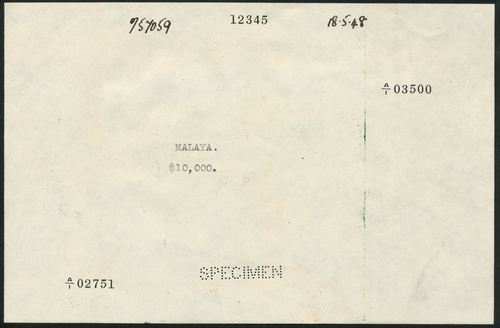 757059 12345 18.5.48
A/1 03500
MALAYA.
$10,000.
SPECIMEN
A/1 02751